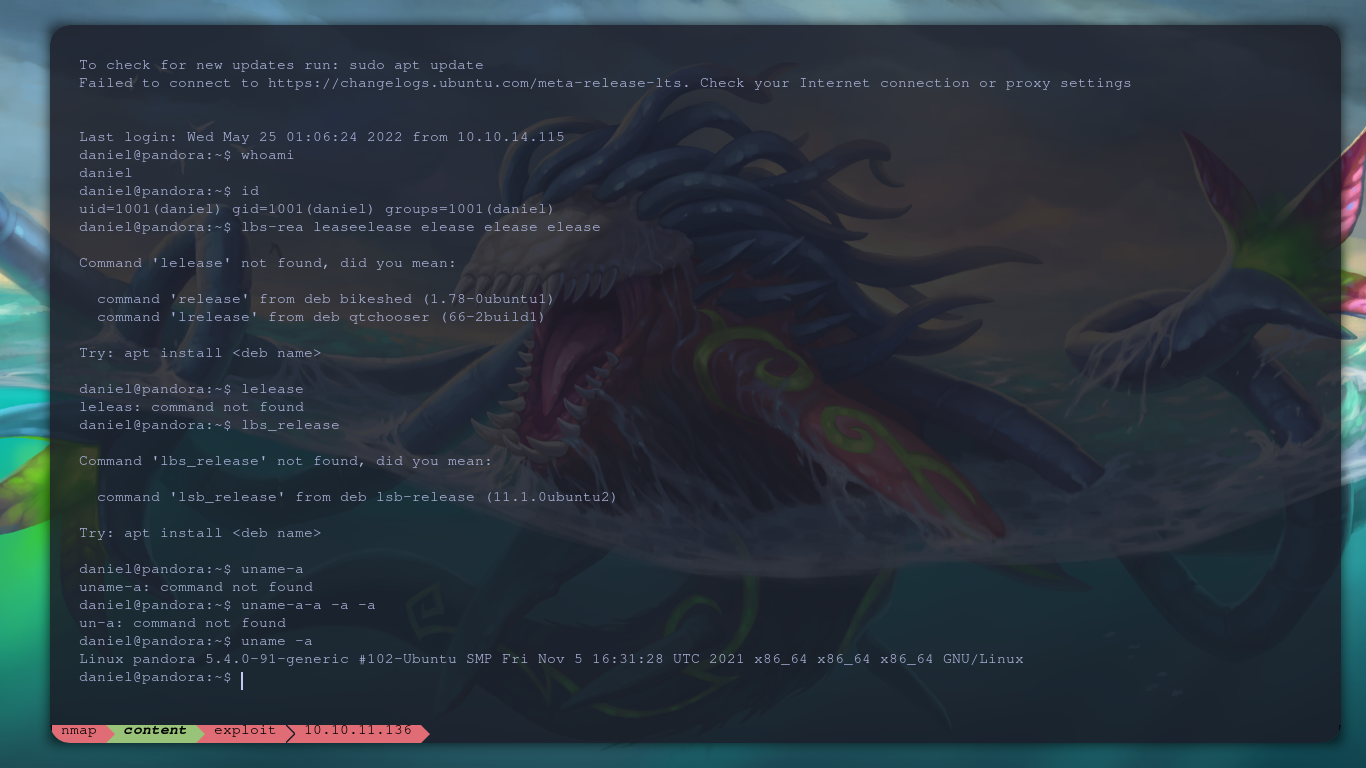 To check for new updates run: sudo apt update
Failed to connect to https://changelogs.ubuntu.com/meta-release-lts. Check your Internet connection or proxy settings
Last login: Wed May 25 01:06:24 2022 from 10.10.14.115
daniel@pandora:~$ whoami
daniel
daniel@pandora:~$ id
uid=1001(daniel) gid=1001(daniel) groups=1001(daniel)
daniel@pandora:~$ lbs-rea leaseelease elease elease elease
Command 'lelease' not found, did you mean:
command 'release' from deb bikeshed (1.78-0ubuntu1)
command 'lrelease' from deb qtchooser (66-2build1)
Try: apt install <deb name>
daniel@pandora:~$ lelease
leleas: command not found
daniel@pandora:~$ lbs_release
Command 'lbs_release' not found, did you mean:
command 'lsb_release' from deb lsb-release (11.1.0ubuntu2)
Try: apt install <deb name>
daniel@pandora:~$ uname-a
uname-a: command not found
daniel@pandora:~$ uname-a-a -a -a
un-a: command not found
daniel@pandora:~$ uname -a
Linux pandora 5.4.0-91-generic #102-Ubuntu SMP Fri Nov 5 16:31:28 UTC 2021 x86_64 x86_64 x86_64 GNU/Linux
daniel@pandora:~$
nmap content exploit 10.10.11.136